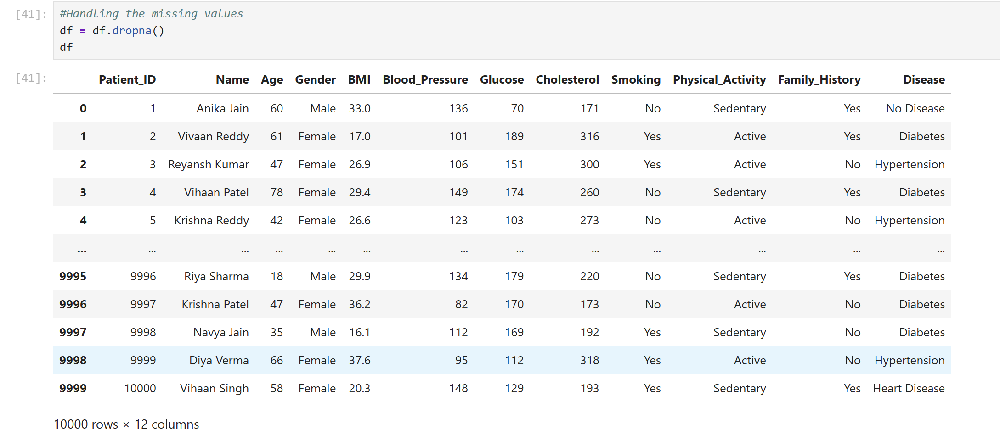 [41]: #Handling the missing values
df = df.dropna()
df
[41]:
Patient_ID Name Age Gender BMI Blood_Pressure Glucose Cholesterol Smoking Physical_Activity Family_History Disease
0 1 Anika Jain 60 Male 33.0 136 70 171 No Sedentary Yes No Disease
1 2 Vivaan Reddy 61 Female 17.0 101 189 316 Yes Active Yes Diabetes
2 3 Reyansh Kumar 47 Female 26.9 106 151 300 Yes Active No Hypertension
3 4 Vihaan Patel 78 Female 29.4 149 174 260 No Sedentary Yes Diabetes
4 5 Krishna Reddy 42 Female 26.6 123 103 273 No Active No Hypertension
... ... ... ... ... ... ... ... ... ... ... ... ...
9995 9996 Riya Sharma 18 Male 29.9 134 179 220 No Sedentary Yes Diabetes
9996 9997 Krishna Patel 47 Female 36.2 82 170 173 No Active No Diabetes
9997 9998 Navya Jain 35 Male 16.1 112 169 192 Yes Sedentary No Diabetes
9998 9999 Diya Verma 66 Female 37.6 95 112 318 Yes Active No Hypertension
9999 10000 Vihaan Singh 58 Female 20.3 148 129 193 Yes Sedentary Yes Heart Disease
10000 rows × 12 columns